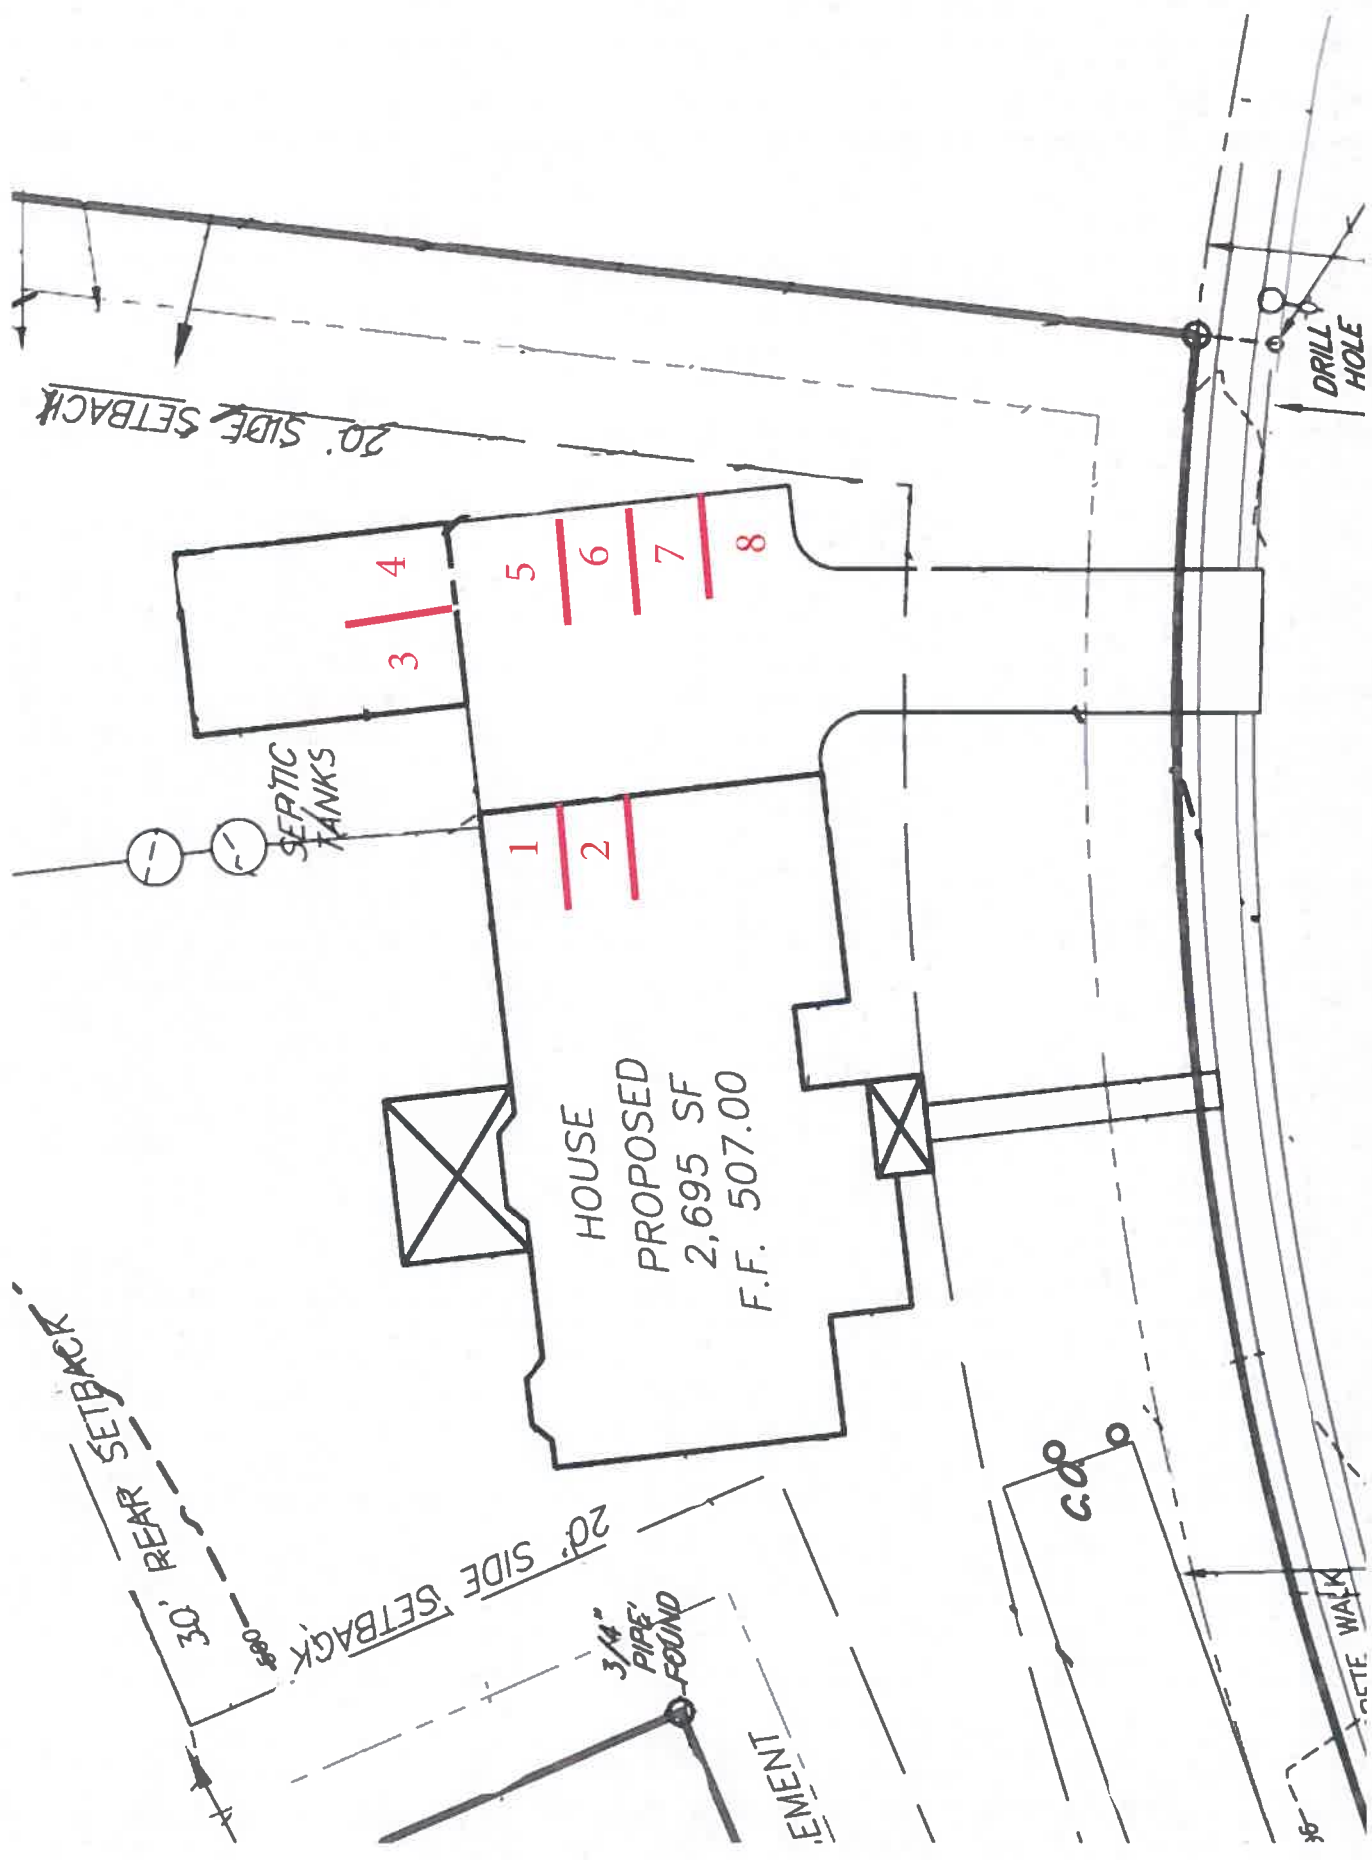 20' SIDE SETBACK
SEPTIC
TANKS
4
3
5
6
7
8
1
2
HOUSE
PROPOSED
2,695 SF
F.F. 507.00
30' REAR SETBACK
20' SIDE SETBACK
3/4"
PIPE
FOUND
EMENT
C.O.
DRILL
HOLE
WALK